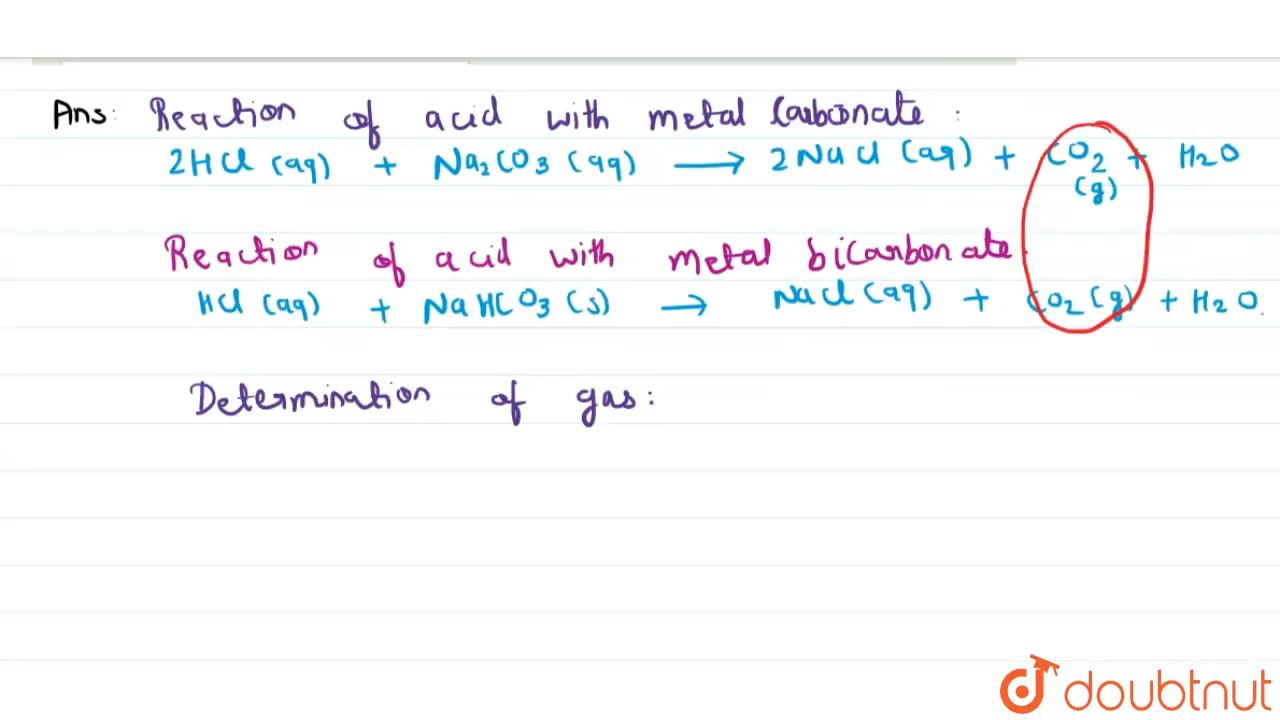 Ans: Reaction of acid with metal Carbonate :
2HCl (aq) + Na₂CO₃ (aq) ⟶ 2NaCl (aq) + CO₂ + H₂O
(g)
Reaction of acid with metal bicarbonate.
HCl (aq) + NaHCO₃ (s) → NaCl (aq) + CO₂ (g) + H₂O.
Determination of gas:
doubtnut